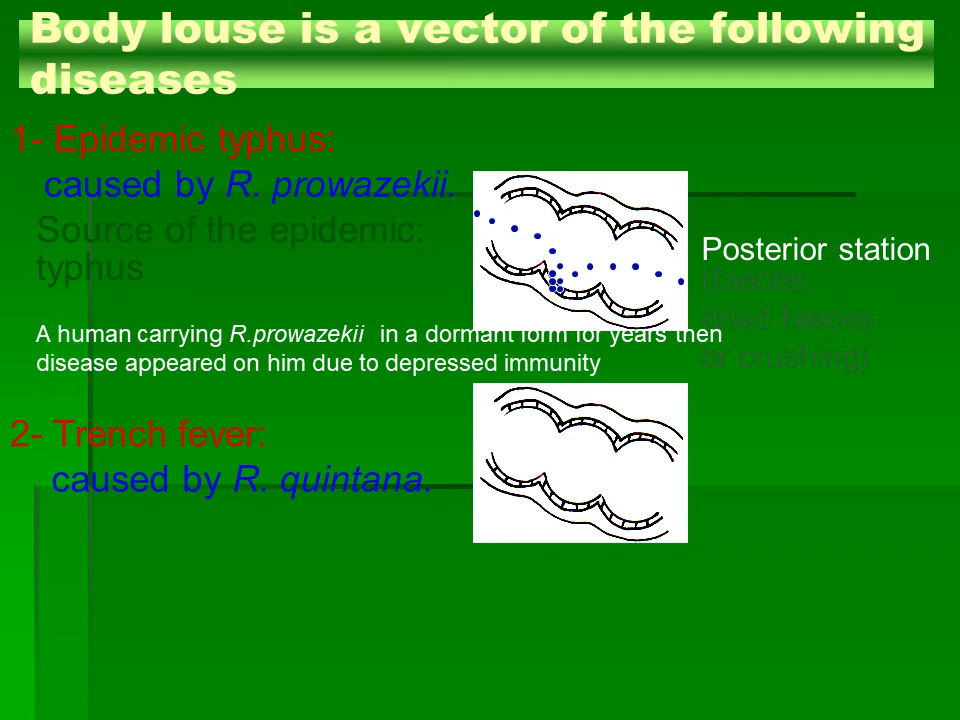 Body louse is a vector of the following
diseases
1- Epidemic typhus:
caused by R. prowazekii.
Source of the epidemic:
typhus
Posterior station
(faeces,
dried faeces
or crushing)
A human carrying R.prowazekii in a dormant form for years then
disease appeared on him due to depressed immunity
2- Trench fever:
caused by R. quintana.